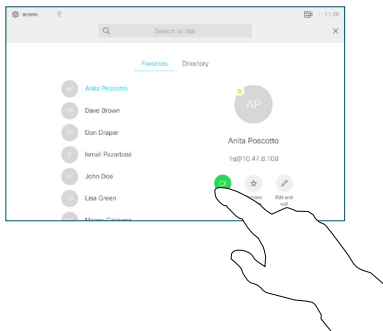 acano 11:28
Search or dial
Favorites Directory
AP Anita Poscotto
Dave Brown
Don Draper
Ismail Pazarbasi
John Doe
Lisa Green
AP
Anita Poscotto
1q@10.47.8.108
Edit and
call